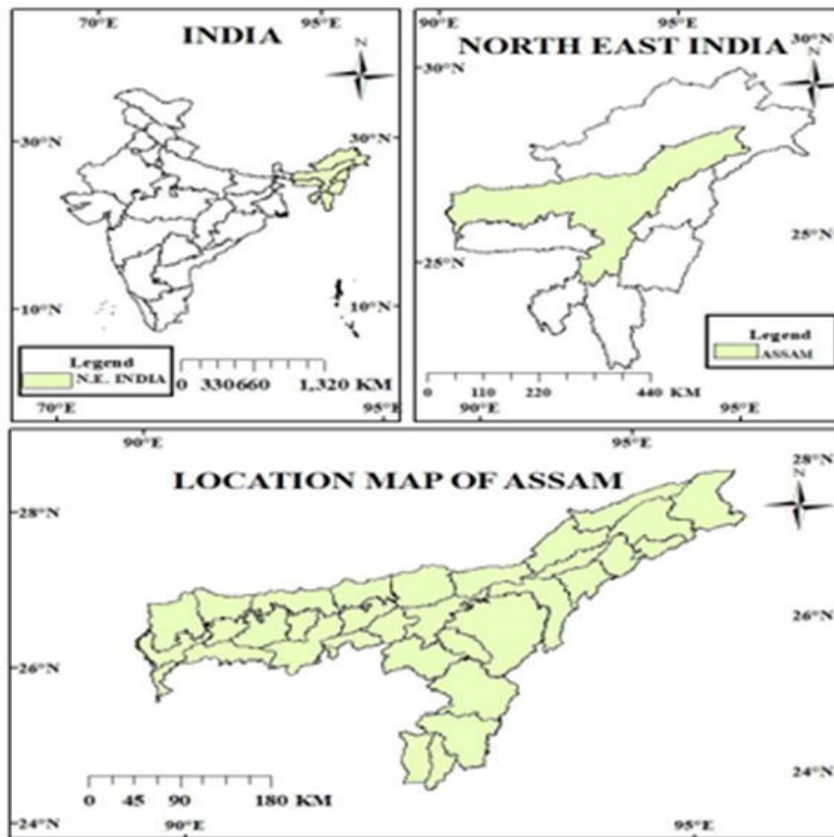 70°E 95°E
INDIA
N
30°N 30°N
10°N 10°N
Legend
N.E. INDIA
0 330660 1,320 KM
70°E 95°E
90°E 95°E
30°N
NORTH EAST INDIA
30°N
N
25°N
25°N
Legend
ASSAM
0 110 220 440 KM
90°E 95°E
90°E 95°E
28°N
LOCATION MAP OF ASSAM
N
28°N
26°N
26°N
24°N
0 45 90 180 KM
24°N
90°E 95°E